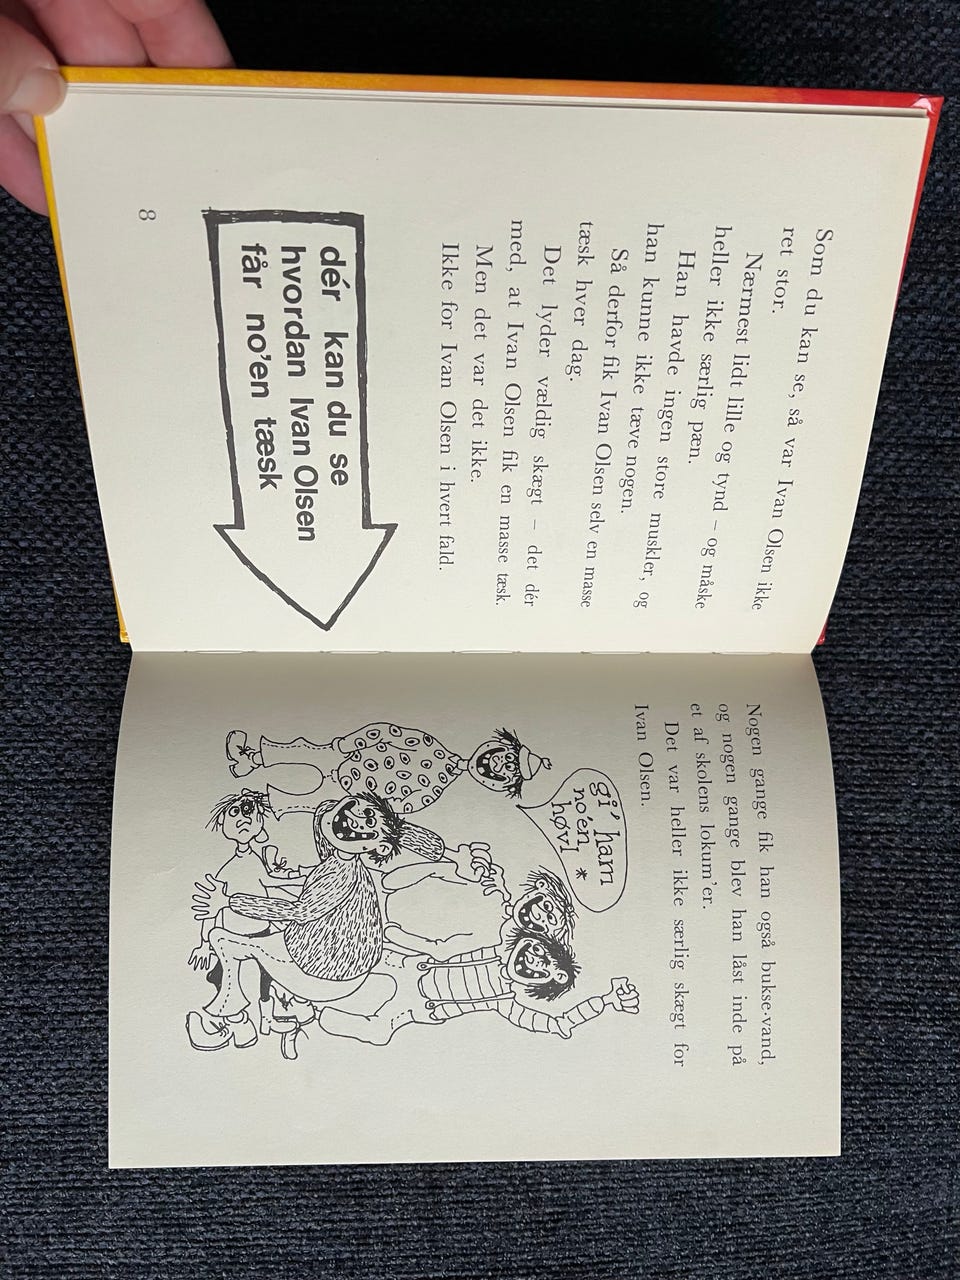 Som du kan se, så var Ivan Olsen ikke
ret stor.
Nærmest lidt lille og tynd – og måske
heller ikke særlig pæn.
Han havde ingen store muskler, og
han kunne ikke tæve nogen.
Så derfor fik Ivan Olsen selv en masse
tæsk hver dag.
Det lyder vældig skægt – det dér
med, at Ivan Olsen fik en masse tæsk.
Men det var det ikke.
Ikke for Ivan Olsen i hvert fald.
dér kan du se
hvordan Ivan Olsen
får no'en tæsk
8
Nogen gange fik han også bukse-vand,
og nogen gange blev han låst inde på
et af skolens lokum'er.
Det var heller ikke særlig skægt for
Ivan Olsen.
gi' ham
no'en
høvl *